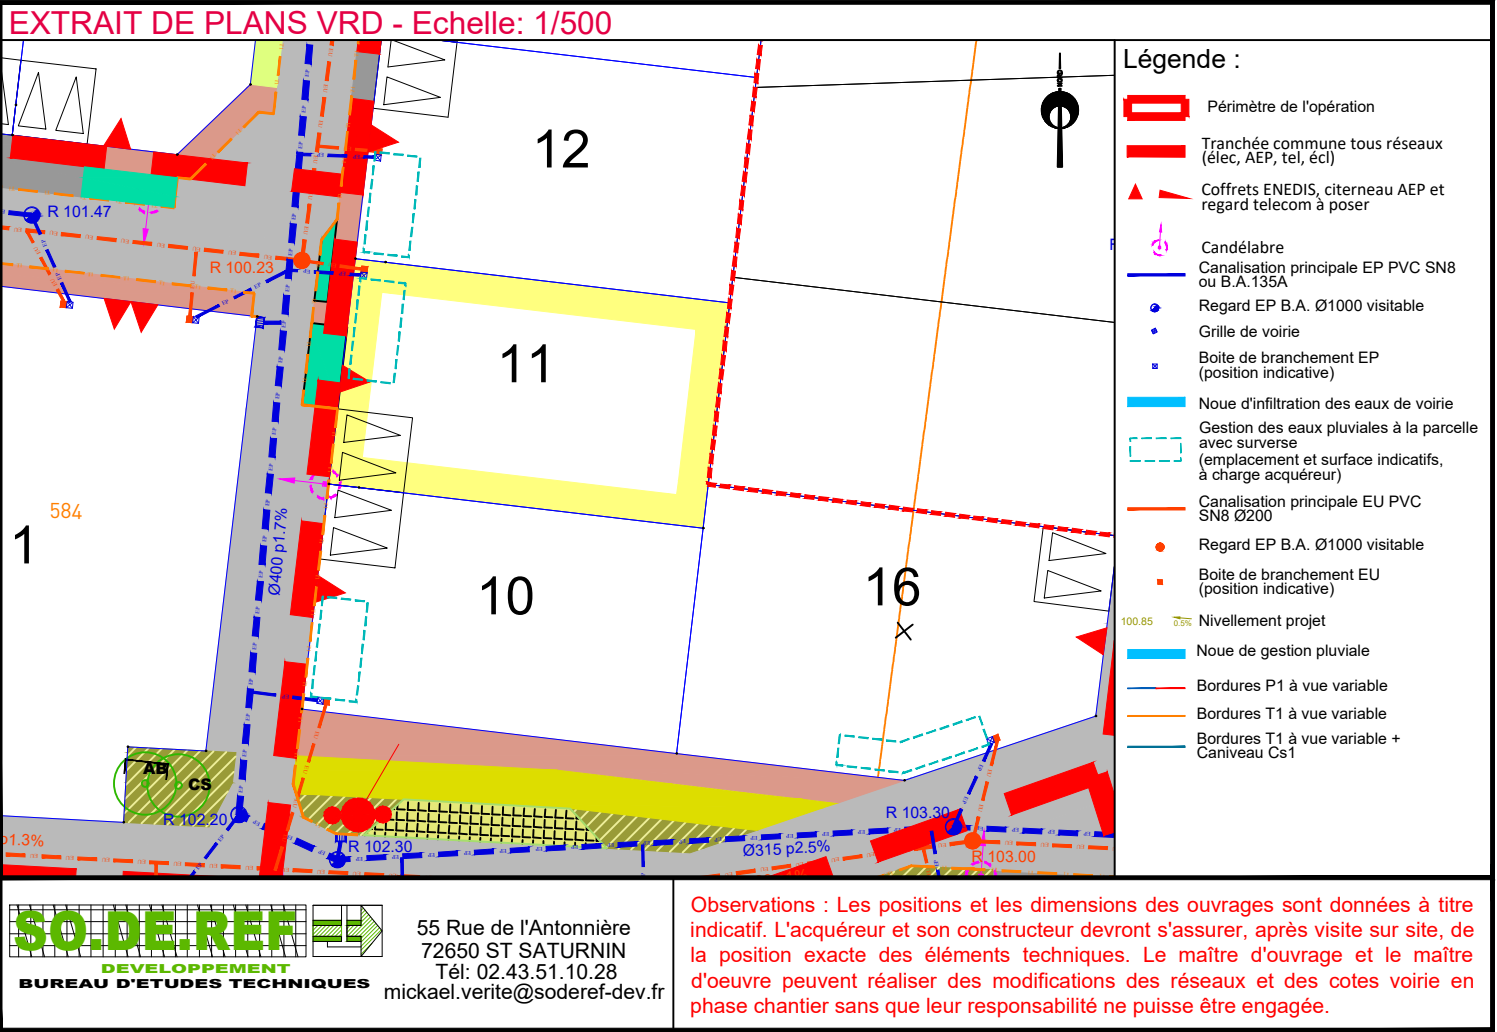 EXTRAIT DE PLANS VRD - Echelle: 1/500
12
11
10
16
1
584
R 101.47
R 100.23
Ø400 p1.7%
AB
CS
R 102.20
R 102.30
Ø315 p2.5%
R 103.30
R 103.00
p1.3%
Légende :
Périmètre de l'opération
Tranchée commune tous réseaux
(élec, AEP, tel, écl)
Coffrets ENEDIS, citerneau AEP et
regard telecom à poser
Candélabre
Canalisation principale EP PVC SN8
ou B.A.135A
Regard EP B.A. Ø1000 visitable
Grille de voirie
Boite de branchement EP
(position indicative)
Noue d'infiltration des eaux de voirie
Gestion des eaux pluviales à la parcelle
avec surverse
(emplacement et surface indicatifs,
à charge acquéreur)
Canalisation principale EU PVC
SN8 Ø200
Regard EP B.A. Ø1000 visitable
Boite de branchement EU
(position indicative)
100.85 0.5% Nivellement projet
Noue de gestion pluviale
Bordures P1 à vue variable
Bordures T1 à vue variable
Bordures T1 à vue variable +
Caniveau Cs1
SO.DE.REF
DEVELOPPEMENT
BUREAU D'ETUDES TECHNIQUES
55 Rue de l'Antonnière
72650 ST SATURNIN
Tél: 02.43.51.10.28
mickael.verite@soderef-dev.fr
Observations : Les positions et les dimensions des ouvrages sont données à titre
indicatif. L'acquéreur et son constructeur devront s'assurer, après visite sur site, de
la position exacte des éléments techniques. Le maître d'ouvrage et le maître
d'oeuvre peuvent réaliser des modifications des réseaux et des cotes voirie en
phase chantier sans que leur responsabilité ne puisse être engagée.